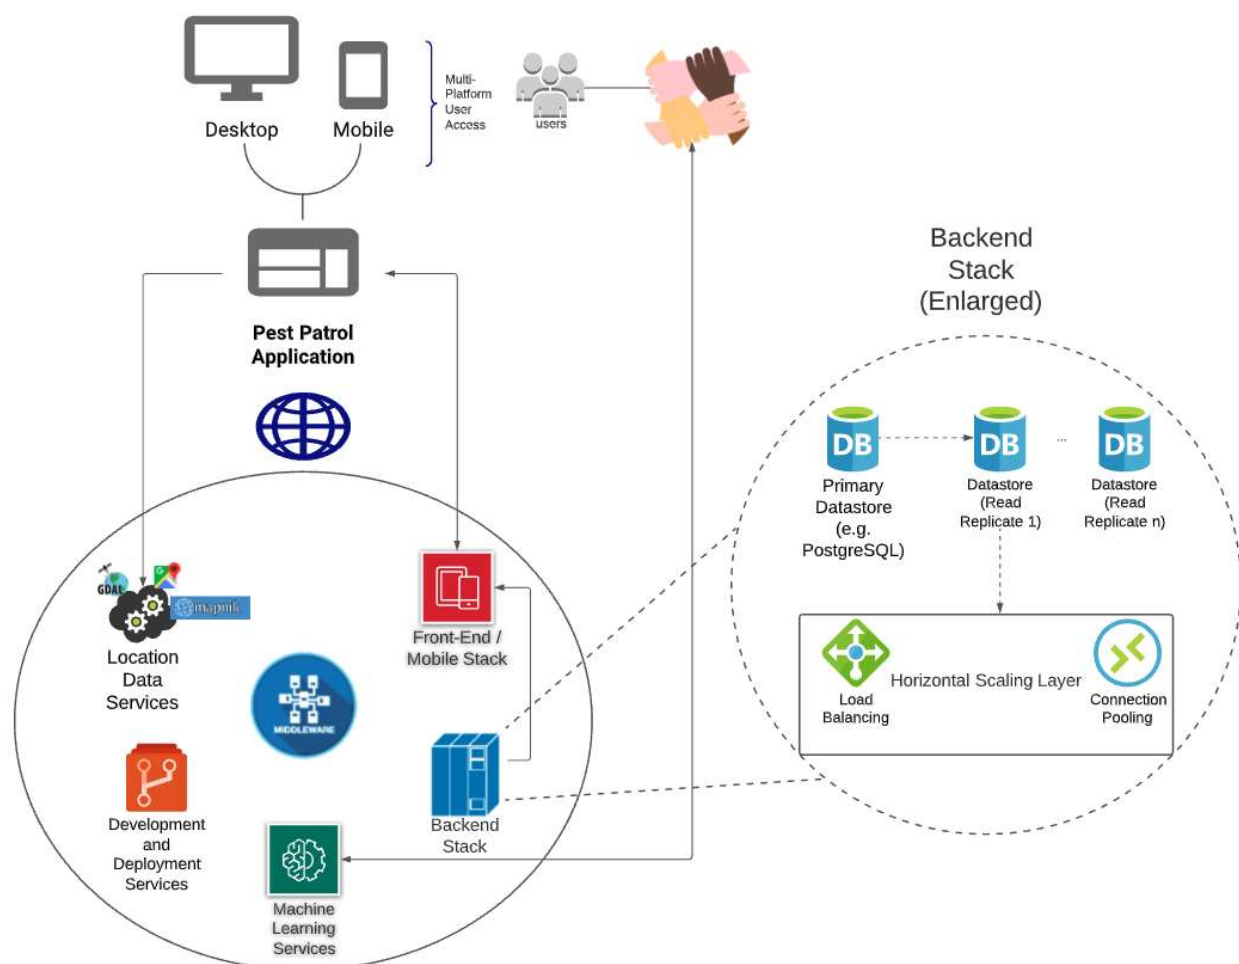 Desktop
Mobile
Multi-
Platform
User
Access
users
Pest Patrol
Application
GDAL
mapnik
Location
Data
Services
Front-End /
Mobile Stack
MIDDLEWARE
Development
and
Deployment
Services
Backend
Stack
Machine
Learning
Services
Backend
Stack
(Enlarged)
DB
DB
...
DB
Primary
Datastore
(e.g.
PostgreSQL)
Datastore
(Read
Replicate 1)
Datastore
(Read
Replicate n)
Load
Balancing
Horizontal Scaling Layer
Connection
Pooling